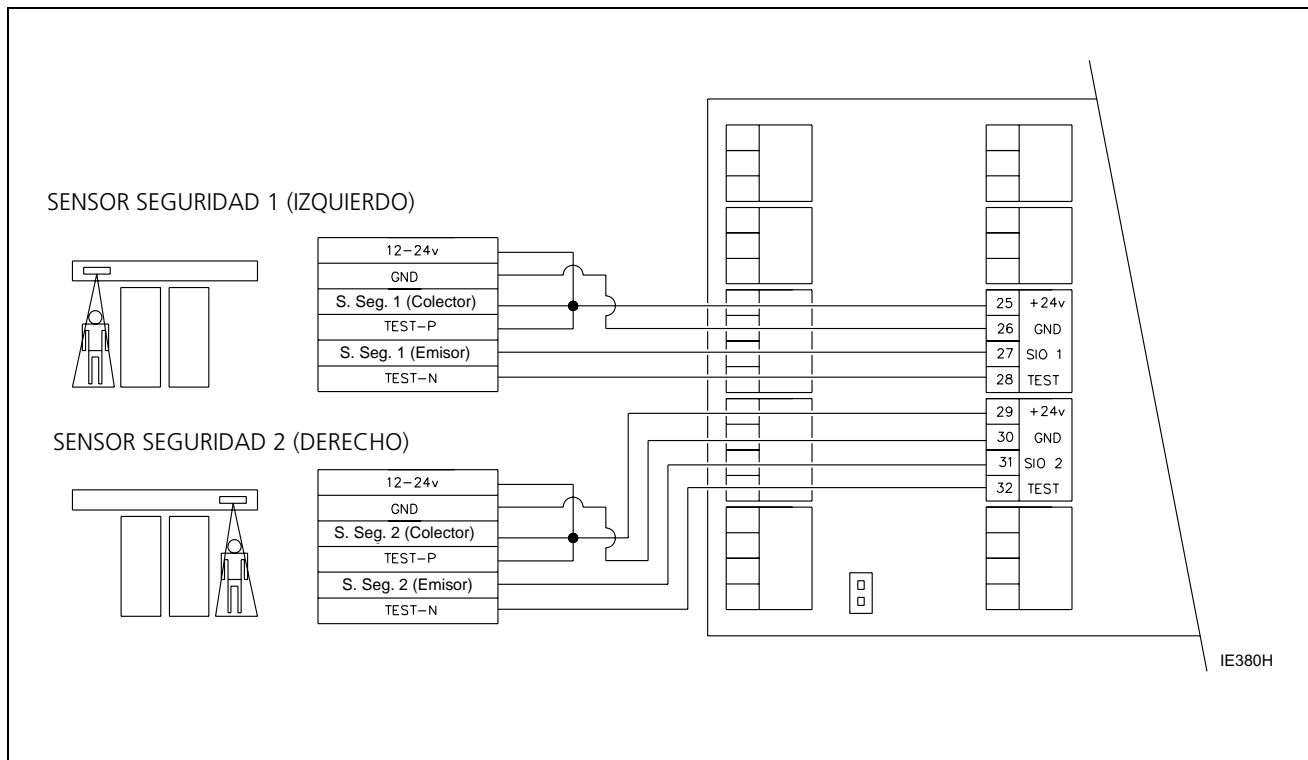 SENSOR SEGURIDAD 1 (IZQUIERDO)
12-24v
GND
S. Seg. 1 (Colector)
TEST-P
S. Seg. 1 (Emisor)
TEST-N
25 +24v
26 GND
27 SIO 1
28 TEST
SENSOR SEGURIDAD 2 (DERECHO)
12-24v
GND
S. Seg. 2 (Colector)
TEST-P
S. Seg. 2 (Emisor)
TEST-N
29 +24v
30 GND
31 SIO 2
32 TEST
IE380H